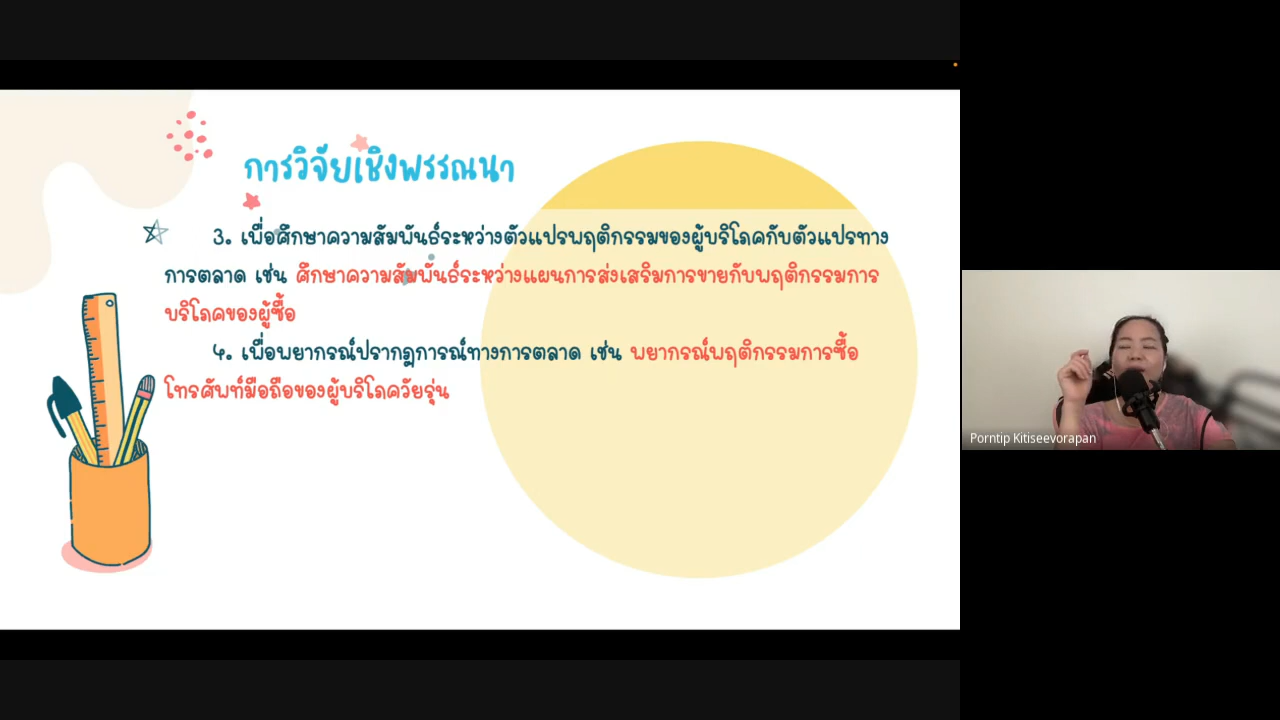 การวิจัยเชิงพรรณนา
3. เพื่อศึกษาความสัมพันธ์ระหว่างตัวแปรพฤติกรรมของผู้บริโภคกับตัวแปรทาง
การตลาด เช่น ศึกษาความสัมพันธ์ระหว่างแผนการส่งเสริมการขายกับพฤติกรรมการ
บริโภคของผู้ซื้อ
4. เพื่อพยากรณ์ปรากฏการณ์ทางการตลาด เช่น พยากรณ์พฤติกรรมการซื้อ
โทรศัพท์มือถือของผู้บริโภควัยรุ่น
Porntip Kitiseevorapan